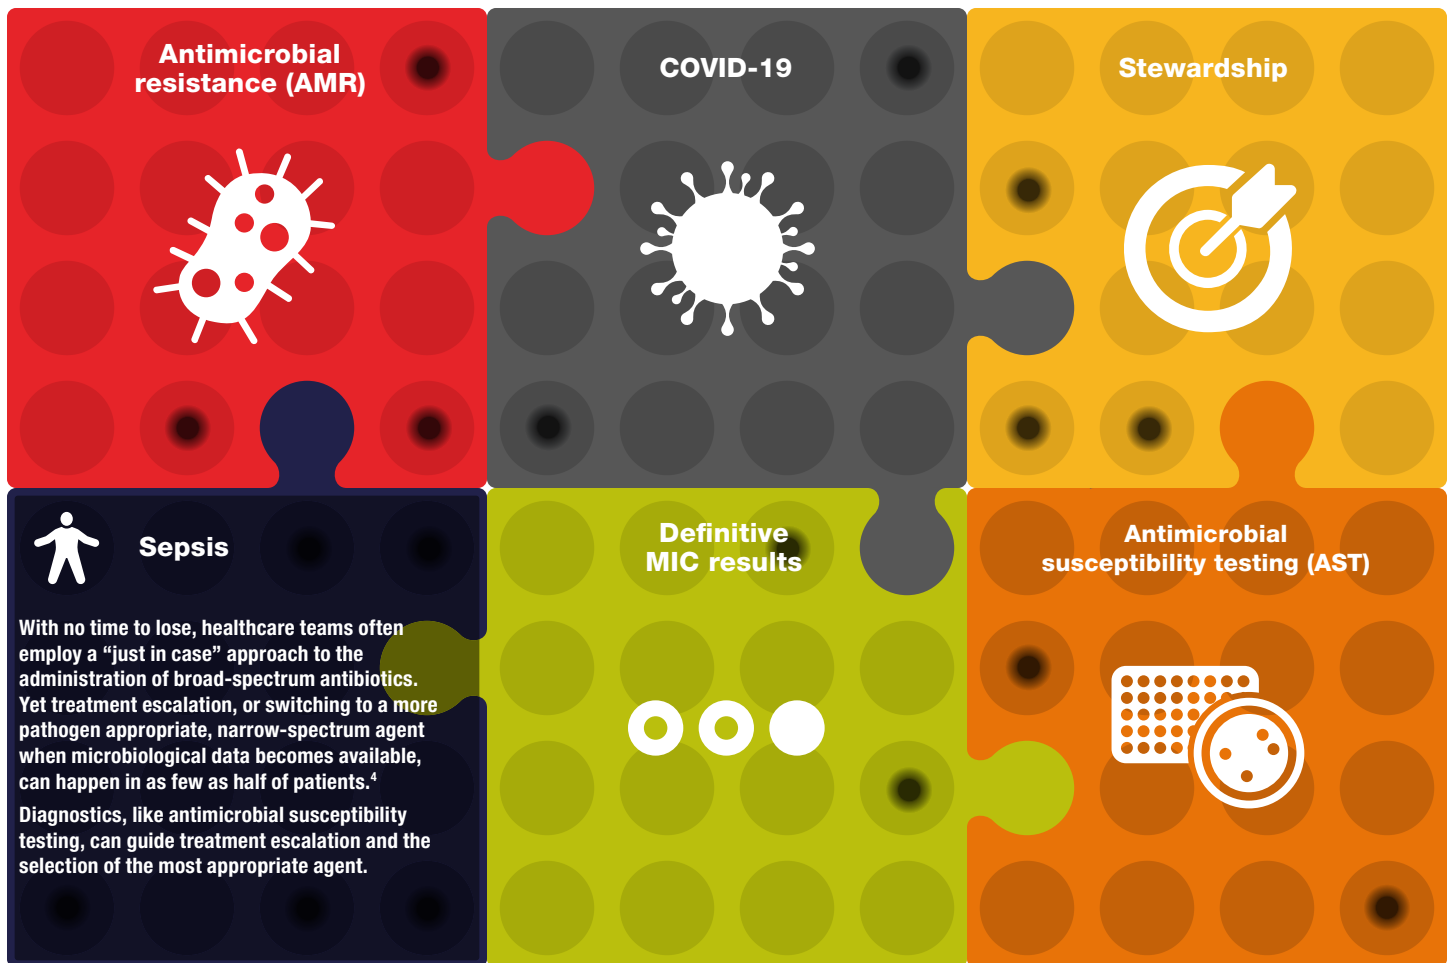 Antimicrobial
resistance (AMR)
COVID-19
Stewardship
Sepsis
With no time to lose, healthcare teams often
employ a “just in case” approach to the
administration of broad-spectrum antibiotics.
Yet treatment escalation, or switching to a more
pathogen appropriate, narrow-spectrum agent
when microbiological data becomes available,
can happen in as few as half of patients.⁴
Diagnostics, like antimicrobial susceptibility
testing, can guide treatment escalation and the
selection of the most appropriate agent.
Definitive
MIC results
Antimicrobial
susceptibility testing (AST)